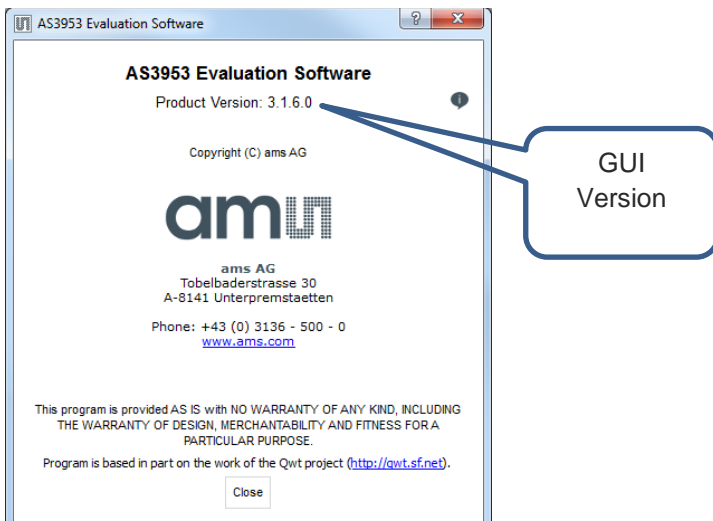 AS3953 Evaluation Software
AS3953 Evaluation Software
Product Version: 3.1.6.0
Copyright (C) ams AG
GUI
Version
am
ams AG
Tobelbaderstrasse 30
A-8141 Unterpremstaetten
Phone: +43 (0) 3136 - 500 - 0
www.ams.com
This program is provided AS IS with NO WARRANTY OF ANY KIND, INCLUDING
THE WARRANTY OF DESIGN, MERCHANTABILITY AND FITNESS FOR A
PARTICULAR PURPOSE.
Program is based in part on the work of the Qwt project (http://qwt.sf.net).
Close